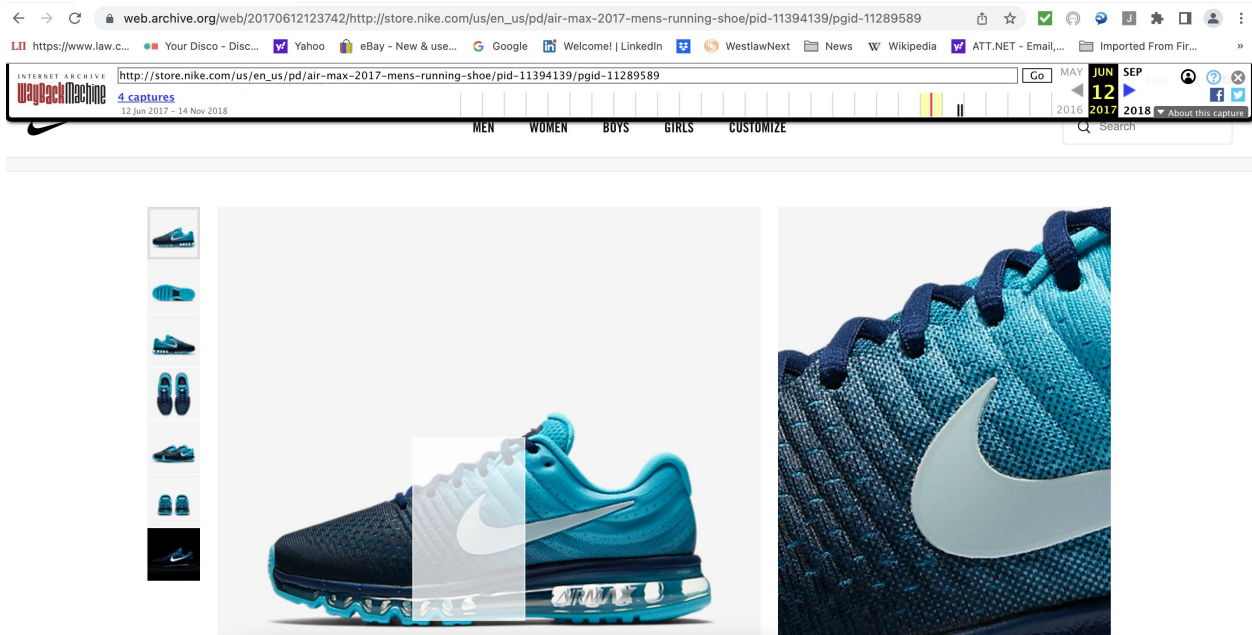 web.archive.org/web/20170612123742/http://store.nike.com/us/en_us/pd/air-max-2017-mens-running-shoe/pid-11394139/pgid-11289589
LII https://www.law.c... Your Disco - Disc... Yahoo eBay - New & use... Google Welcome! | LinkedIn WestlawNext News Wikipedia ATT.NET - Email,... Imported From Fir... »
INTERNET ARCHIVE http://store.nike.com/us/en_us/pd/air-max-2017-mens-running-shoe/pid-11394139/pgid-11289589 Go MAY JUN SEP
WayBackMachine 4 captures 12
12 Jun 2017 - 14 Nov 2018 2016 2017 2018 ▼ About this capture
MEN WOMEN BOYS GIRLS CUSTOMIZE Search